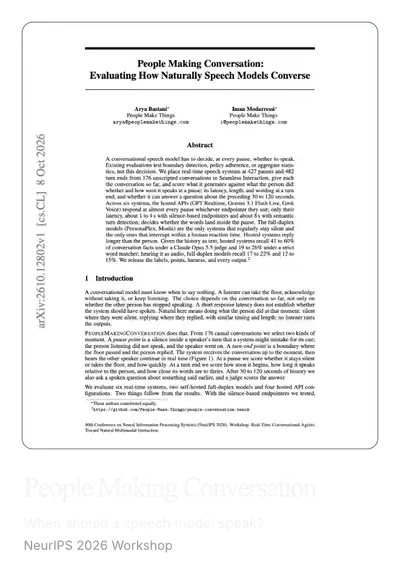 People Making Conversation:
Evaluating How Naturally Speech Models Converse
Arya Bastani*
People Make Things
arya@peoplemakethings.com
Iman Modarressi*
People Make Things
i@peoplemakethings.com
arXiv:2610.12802v1 [cs.CL] 8 Oct 2026
Abstract
A conversational speech model has to decide, at every pause, whether to speak.
Existing evaluations test boundary detection, policy adherence, or aggregate statis-
tics, not this decision. We place real-time speech systems at 427 pauses and 482
turn ends from 176 unscripted conversations in Seamless Interaction, give each
the conversation so far, and score what it generates against what the person did:
whether and how soon it speaks at a pause; its latency, length, and wording at a turn
end; and whether it can answer a question about the preceding 30 to 120 seconds.
Across six systems, the hosted APIs (GPT Realtime, Gemini 3.1 Flash Live, Grok
Voice) respond at almost every pause whichever endpointer they use; only their
latency, about 1 to 4 s with silence-based endpointers and about 8 s with semantic
turn detection, decides whether the words land inside the pause. The full-duplex
models (PersonaPlex, Moshi) are the only systems that regularly stay silent and
the only ones that interrupt within a human reaction time. Hosted systems reply
longer than the person. Given the history as text, hosted systems recall 41 to 60%
of conversation facts under a Claude Opus 5.5 judge and 19 to 26% under a strict
word matcher; hearing it as audio, full-duplex models recall 17 to 22% and 12 to
15%. We release the labels, points, harness, and every output.²
1 Introduction
A conversational model must know when to say nothing. A listener can take the floor, acknowledge
without taking it, or keep listening. The choice depends on the conversation so far, not only on
whether the other person has stopped speaking. A short response latency does not establish whether
the system should have spoken. Natural here means doing what the person did at that moment: silent
where they were silent, replying where they replied, with similar timing and length; no listener rates
the outputs.
PEOPLEMAKINGCONVERSATION does that. From 176 casual conversations we select two kinds of
moment. A pause point is a silence inside a speaker's turn that a system might mistake for its cue;
the person listening did not speak, and the speaker went on. A turn-end point is a boundary where
the floor passed and the person replied. The system receives the conversation up to the moment, then
hears the other speaker continue in real time (Figure 1). At a pause we score whether it stays silent
or takes the floor, and how quickly. At a turn end we score how soon it begins, how long it speaks
relative to the person, and how close its words are to theirs. After 30 to 120 seconds of history we
also ask a spoken question about something said earlier, and a judge scores the answer.
We evaluate six real-time systems, two self-hosted full-duplex models and four hosted API con-
figurations. Two things follow from the results. With the silence-based endpointers we tested,
*These authors contributed equally.
²https://github.com/People-Make-Things/people-conversation-bench
40th Conference on Neural Information Processing Systems (NeurIPS 2026). Workshop: Real-Time Conversational Agents
Toward Natural Multimodal Interaction.
People Making Conversation
When should a speech model speak?
NeurIPS 2026 Workshop